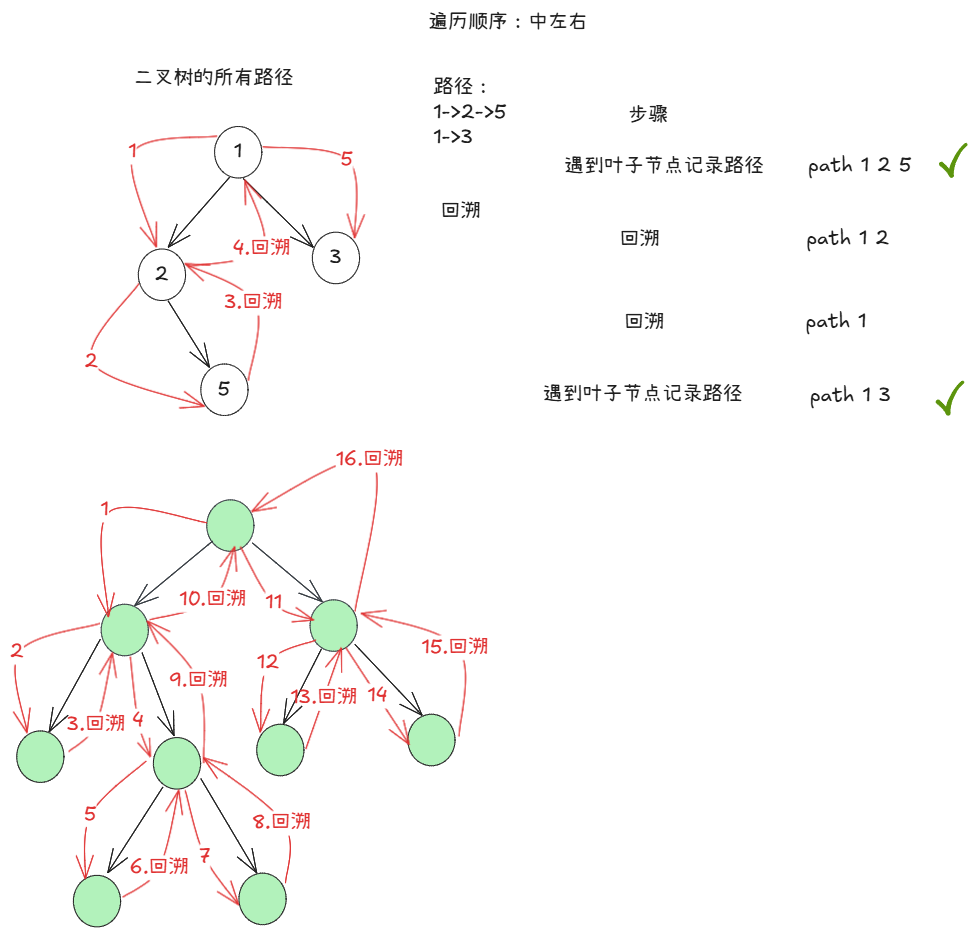 遍历顺序：中左右
二叉树的所有路径
路径：
1->2->5
1->3
步骤
遇到叶子节点记录路径
path 1 2 5
回溯
回溯
path 1 2
回溯
path 1
遇到叶子节点记录路径
path 1 3
1
1
5
4.回溯
3
2
3.回溯
2
5
16.回溯
1
10.回溯
11
2
12
15.回溯
9.回溯
3.回溯
4
13.回溯
14
5
8.回溯
6.回溯
7